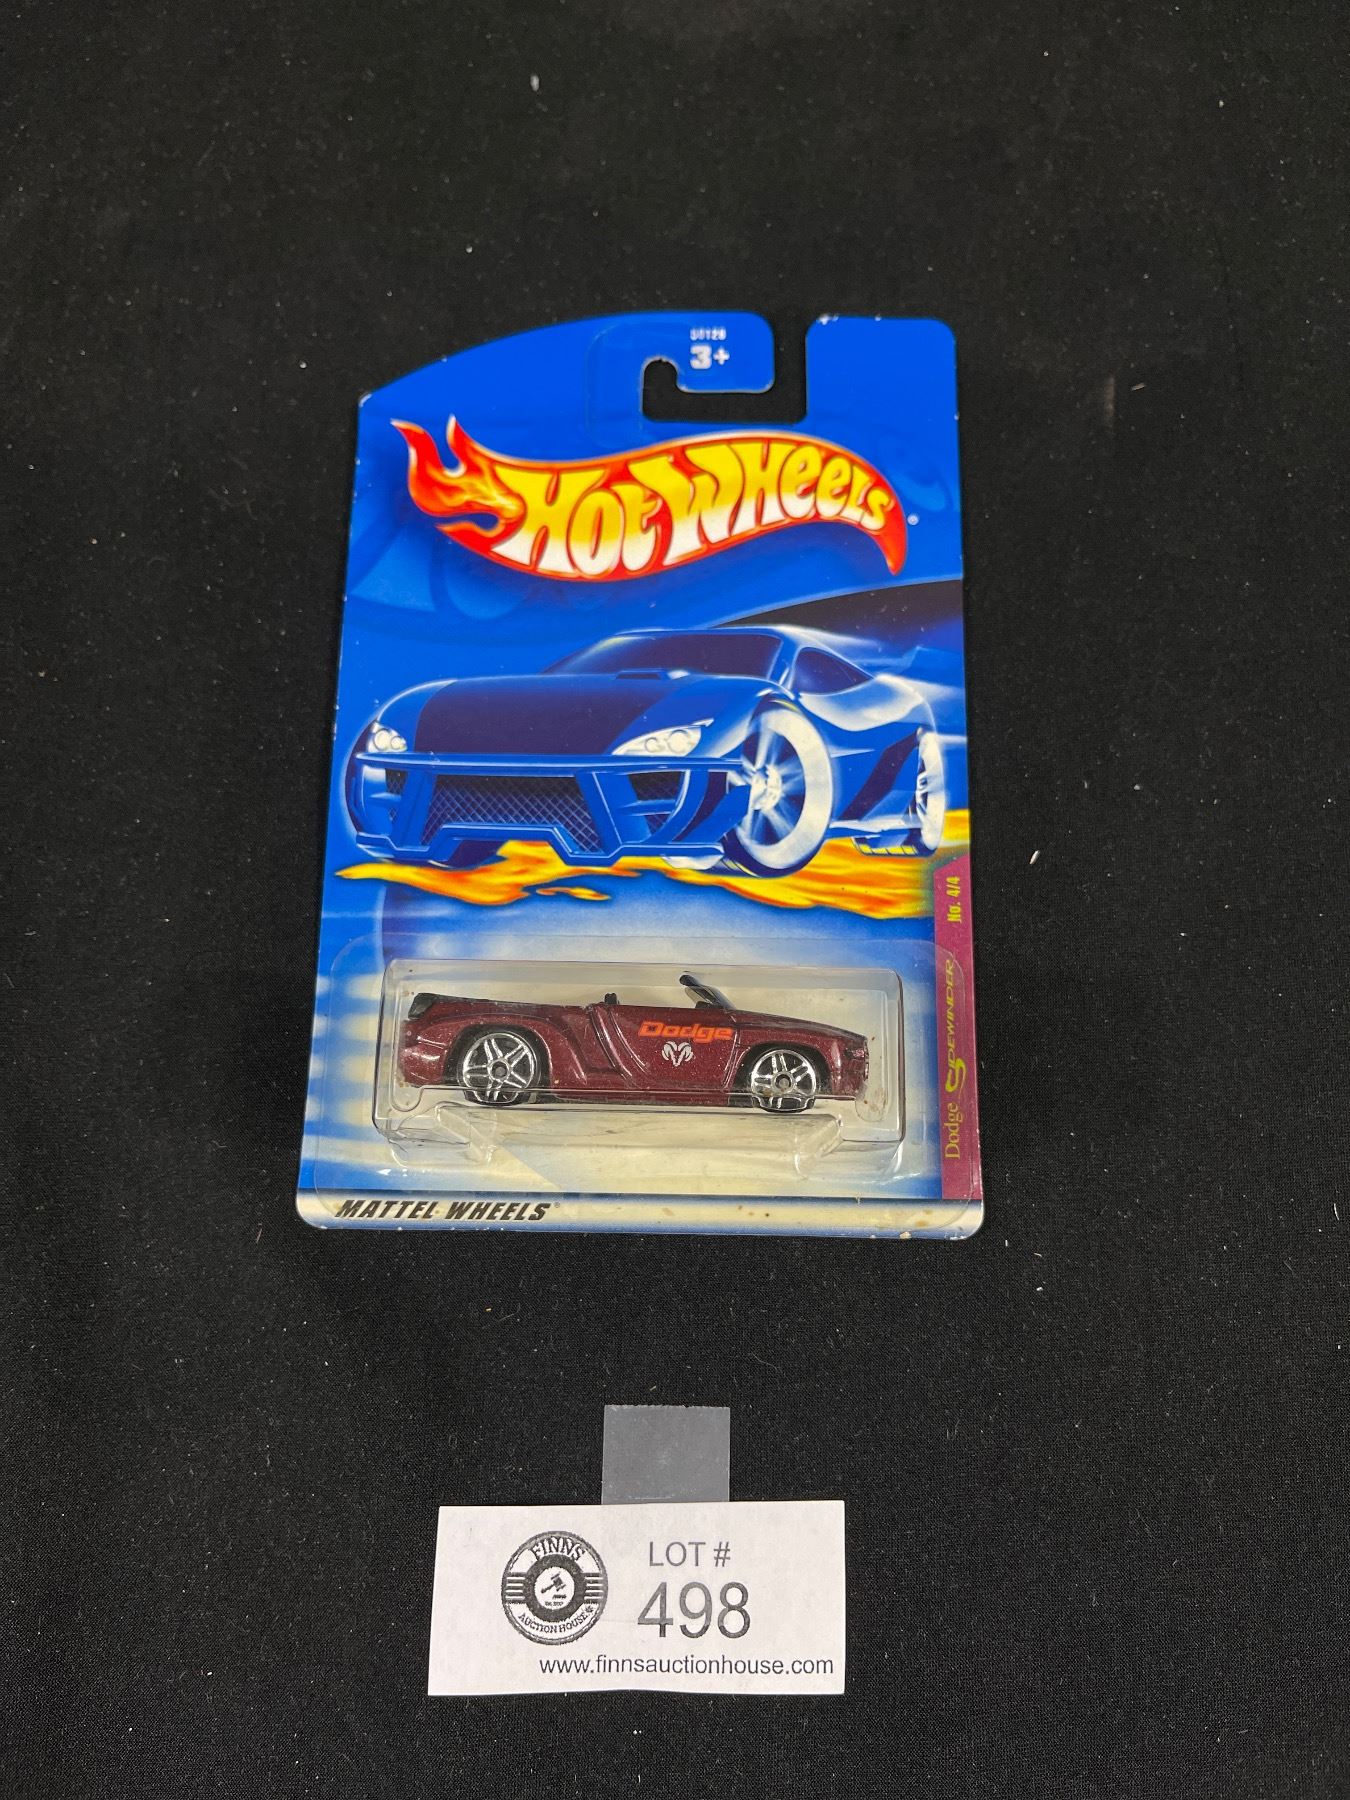 3+
HOT WHEELS®
No. 4/4
Dodge SIDEWINDER
Dodge
MATTEL WHEELS
FINNS
AUCTION HOUSE
LOT #
498
www.finnsauctionhouse.com